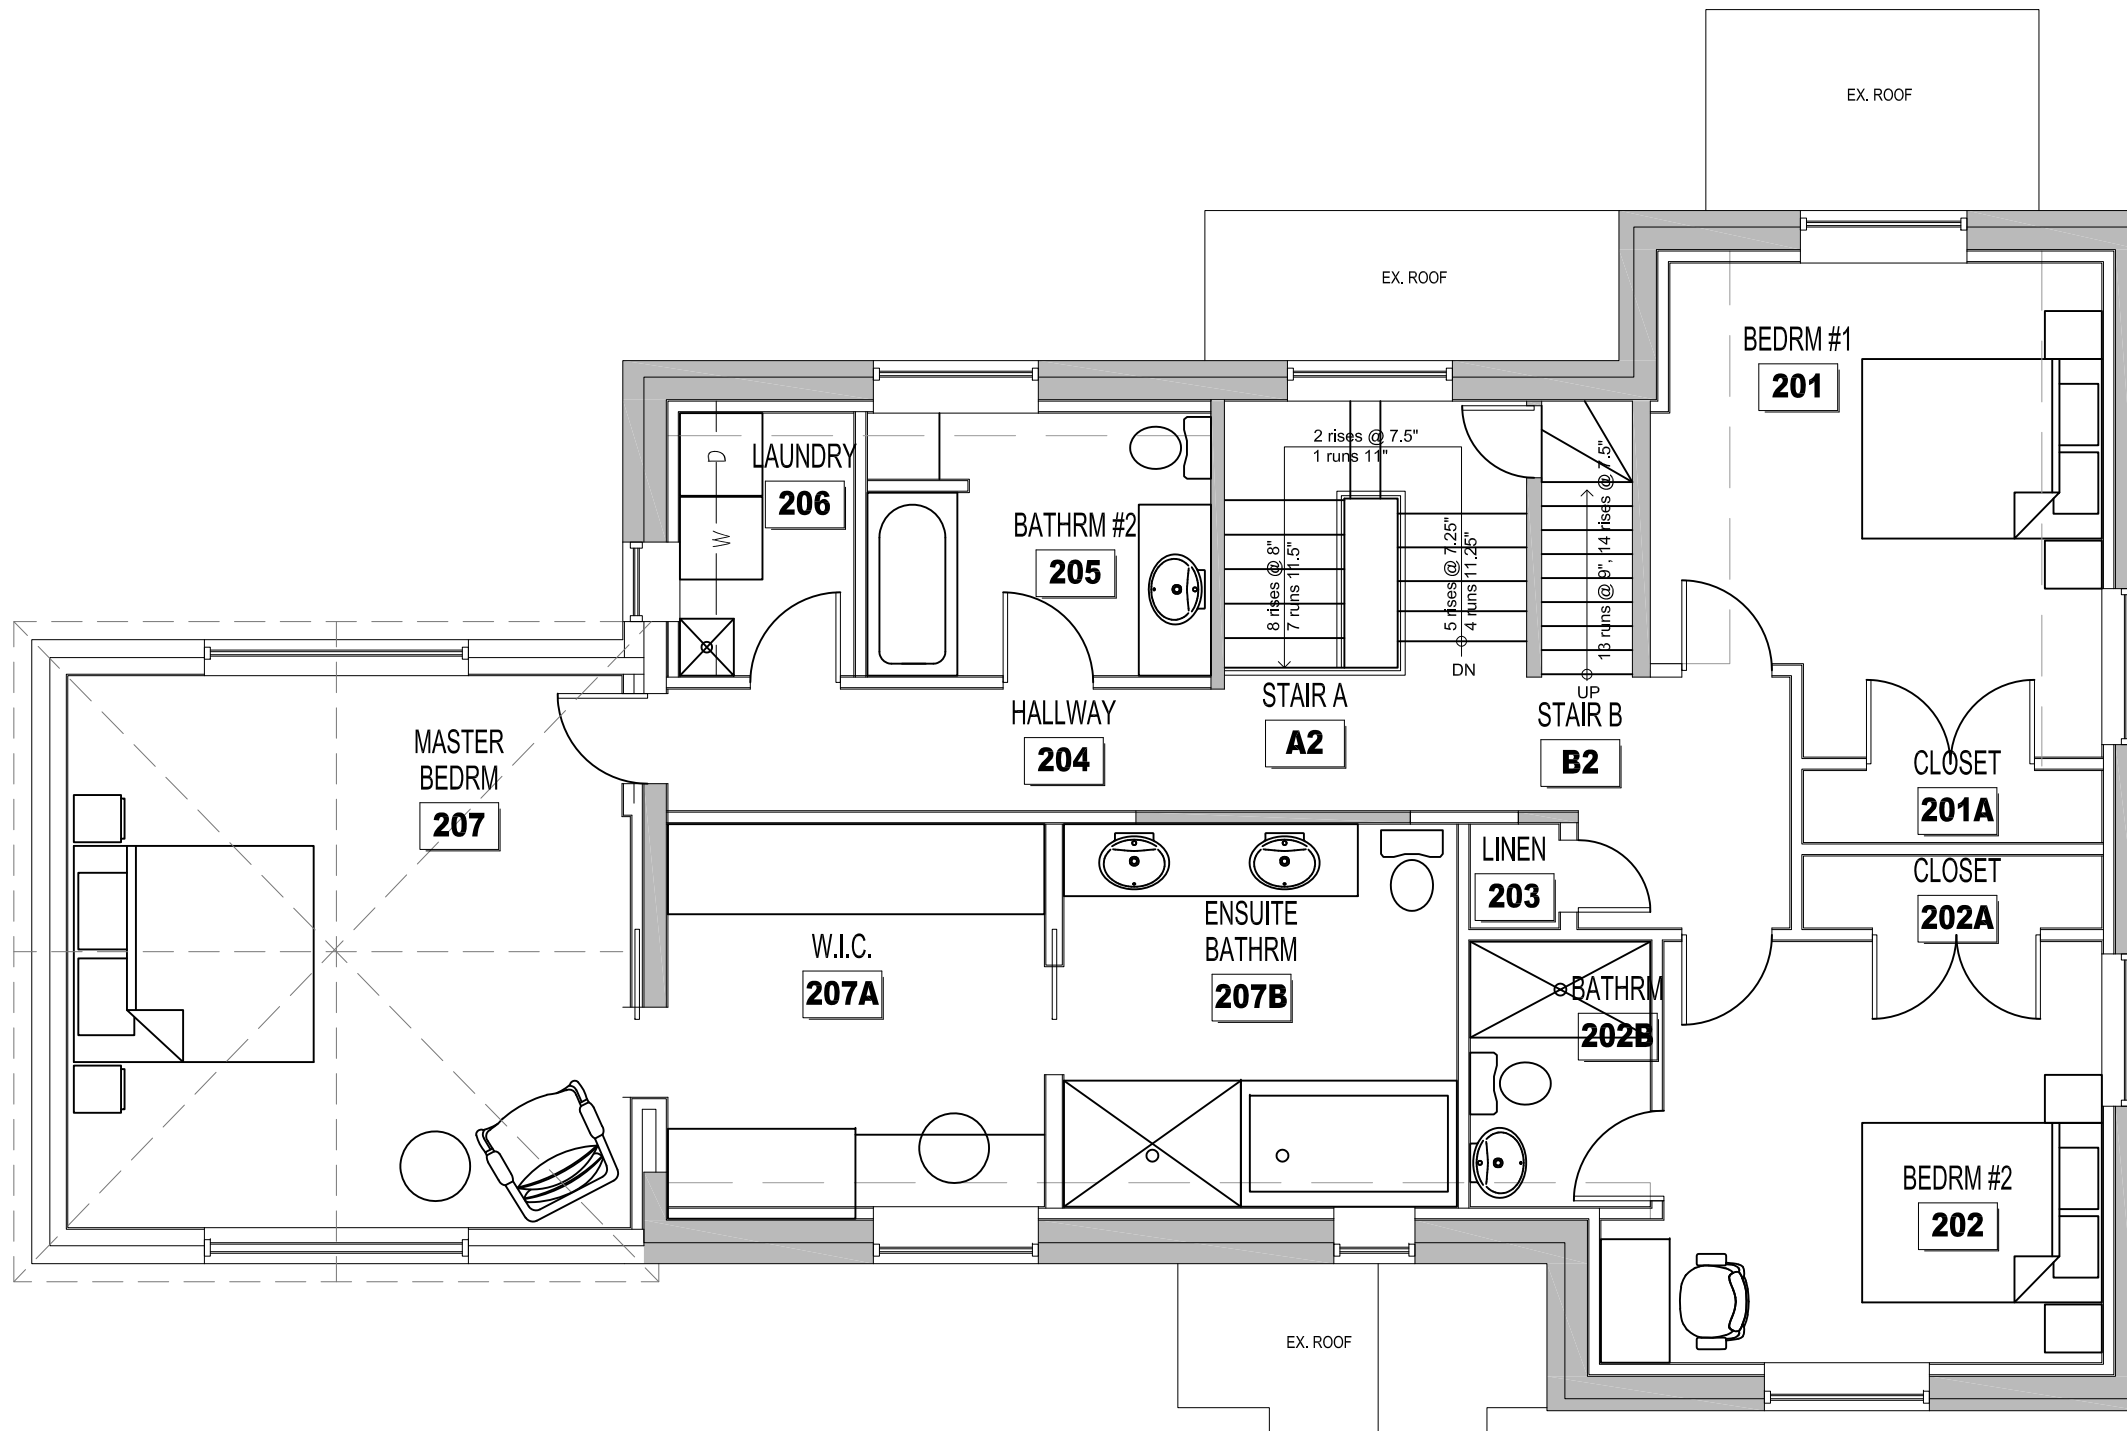 EX. ROOF
EX. ROOF
BEDRM #1
201
2 rises @ 7.5"
1 runs 11"
D
LAUNDRY
206
W
BATHRM #2
205
8 rises @ 8"
7 runs 11.5"
5 rises @ 7.25"
4 runs 11.25"
13 runs @ 9", 14 rises @ 7.5"
DN
UP
STAIR A
A2
STAIR B
B2
HALLWAY
204
MASTER
BEDRM
207
CLOSET
201A
LINEN
203
CLOSET
202A
ENSUITE
BATHRM
207B
W.I.C.
207A
BATHRM
202B
BEDRM #2
202
EX. ROOF